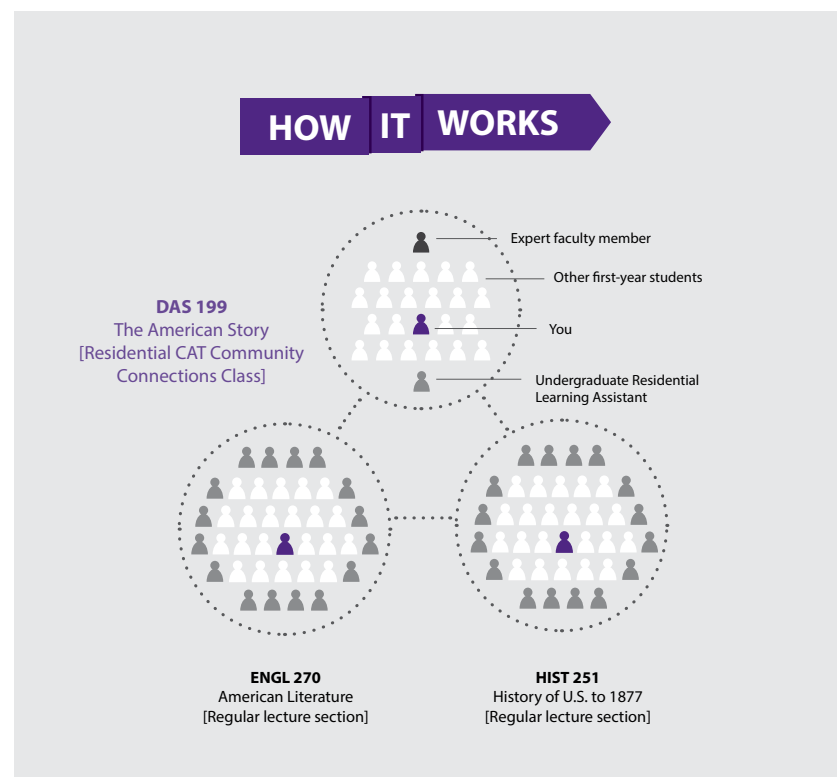 HOW IT WORKS
Expert faculty member
Other first-year students
DAS 199
The American Story
[Residential CAT Community
Connections Class]
You
Undergraduate Residential
Learning Assistant
ENGL 270
American Literature
[Regular lecture section]
HIST 251
History of U.S. to 1877
[Regular lecture section]